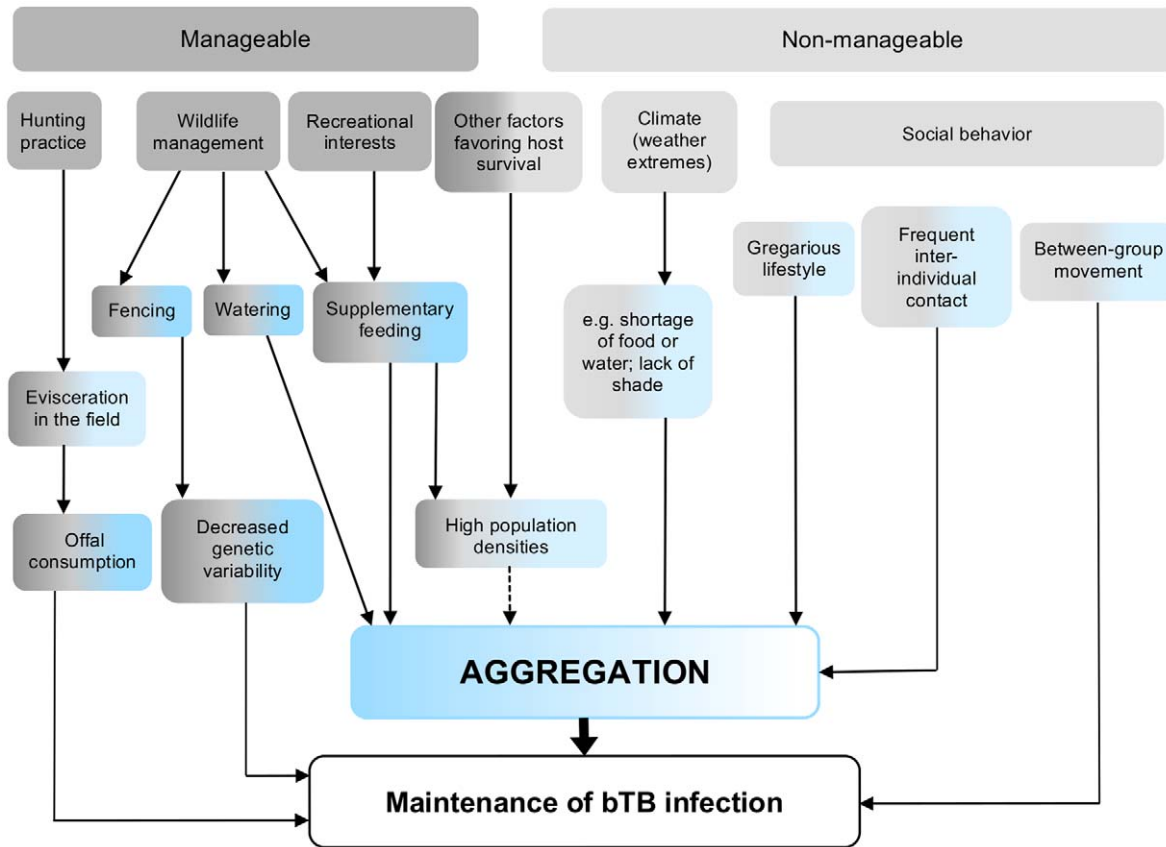 Manageable
Non-manageable
Hunting
practice
Wildlife
management
Recreational
interests
Other factors
favoring host
survival
Climate
(weather
extremes)
Social behavior
Gregarious
lifestyle
Frequent
inter-
individual
contact
Between-group
movement
Fencing
Watering
Supplementary
feeding
e.g. shortage
of food or
water; lack of
shade
Evisceration
in the field
Offal
consumption
Decreased
genetic
variability
High population
densities
AGGREGATION
Maintenance of bTB infection